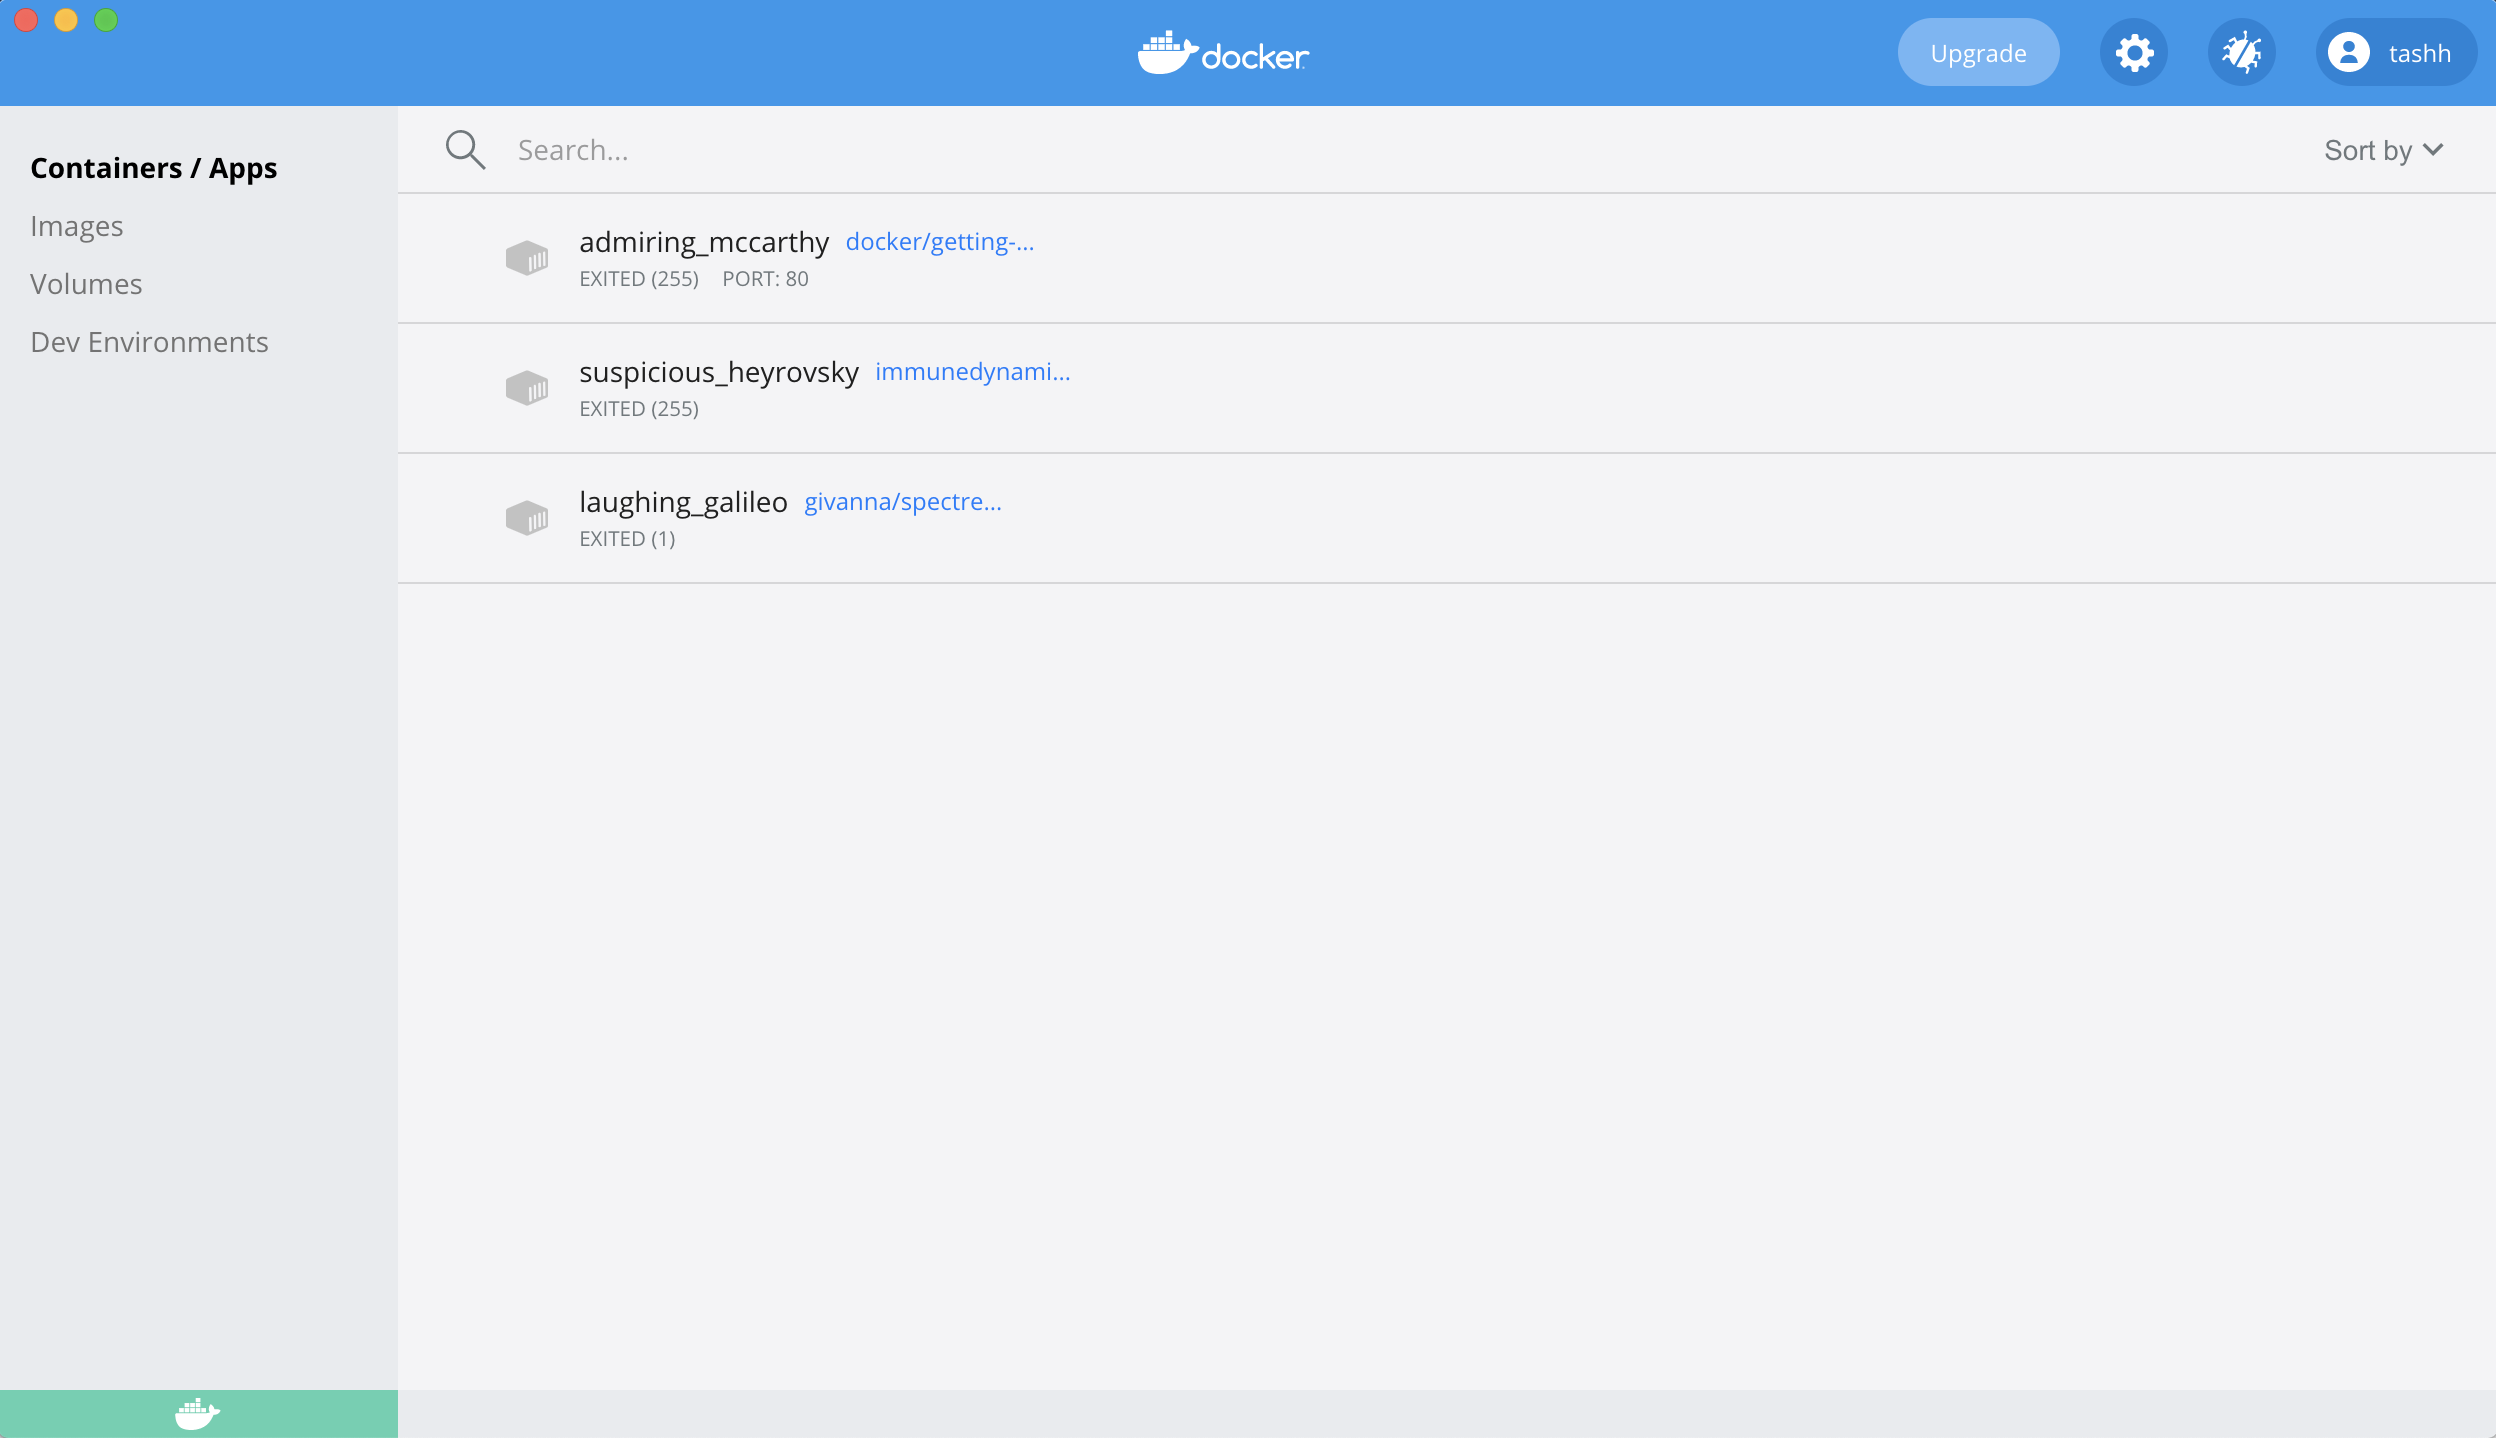 docker
Upgrade
tashh
Containers / Apps
Images
Volumes
Dev Environments
Search...
Sort by
admiring_mccarthy docker/getting-...
EXITED (255) PORT: 80
suspicious_heyrovsky immunedynami...
EXITED (255)
laughing_galileo givanna/spectre...
EXITED (1)